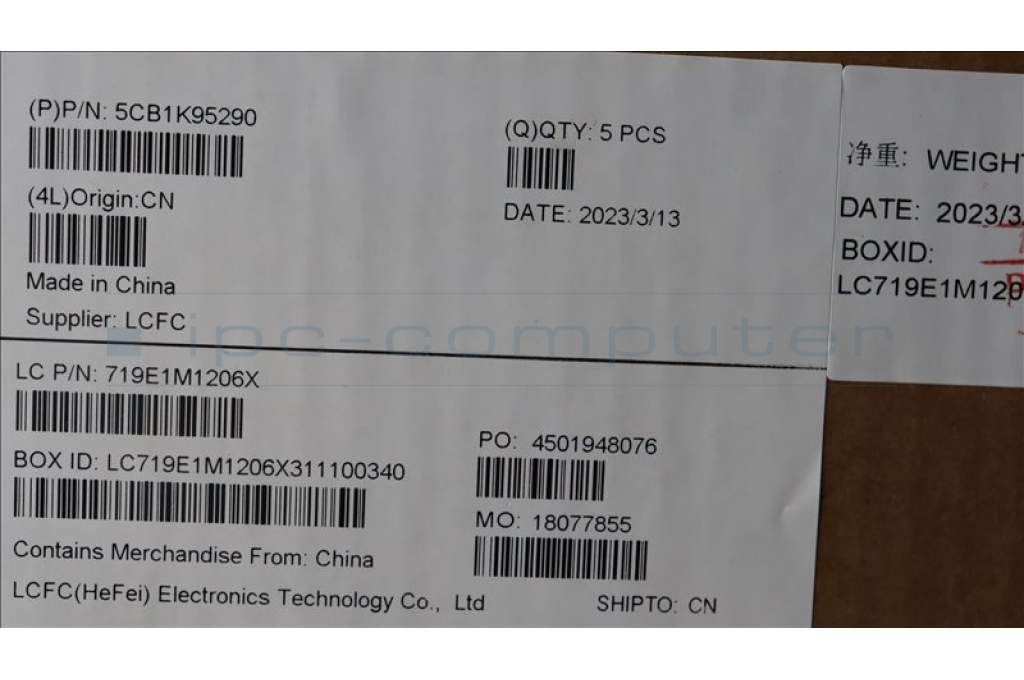 (P)P/N: 5CB1K95290
(Q)QTY: 5 PCS
(4L)Origin:CN
DATE: 2023/3/13
Made in China
Supplier: LCFC
LC P/N: 719E1M1206X
PO: 4501948076
BOX ID: LC719E1M1206X311100340
MO: 18077855
Contains Merchandise From: China
LCFC(HeFei) Electronics Technology Co., Ltd
SHIPTO: CN
净重: WEIGHT
DATE: 2023/3
BOXID:
LC719E1M120
ipc-computer